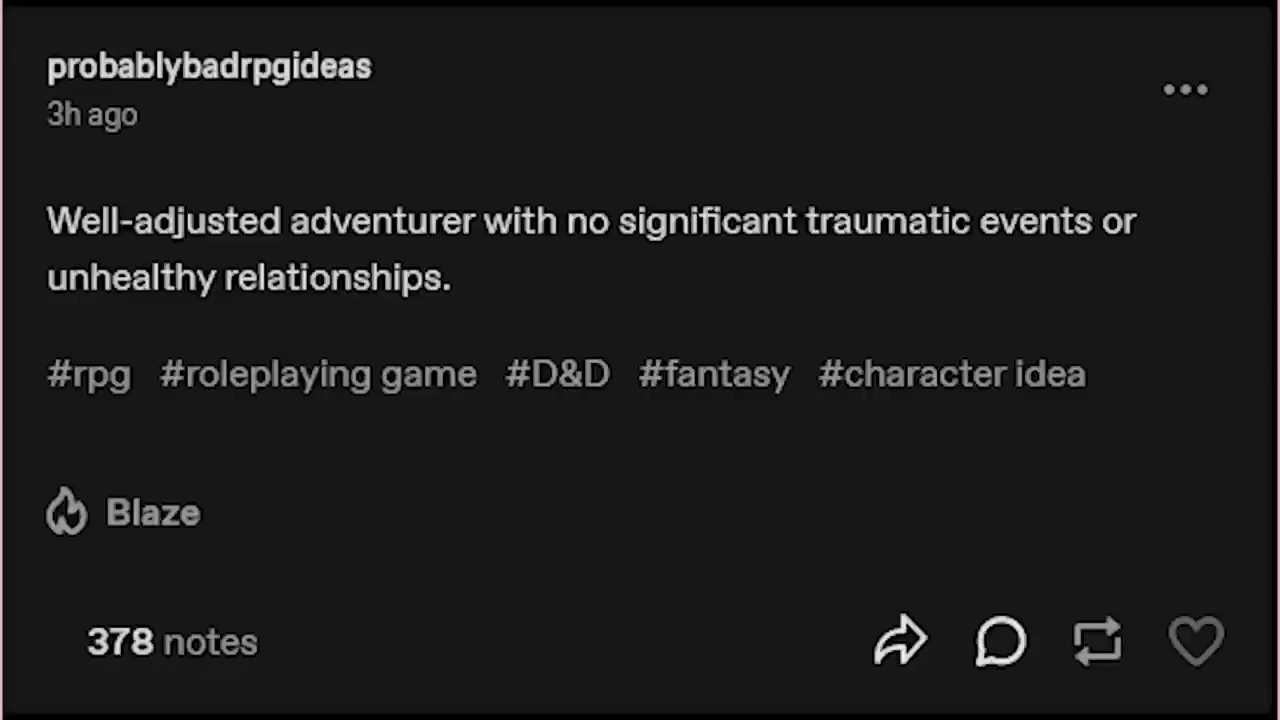 probablybadrpgideas
3h ago
Well-adjusted adventurer with no significant traumatic events or
unhealthy relationships.
#rpg #roleplaying game #D&D #fantasy #character idea
Blaze
378 notes